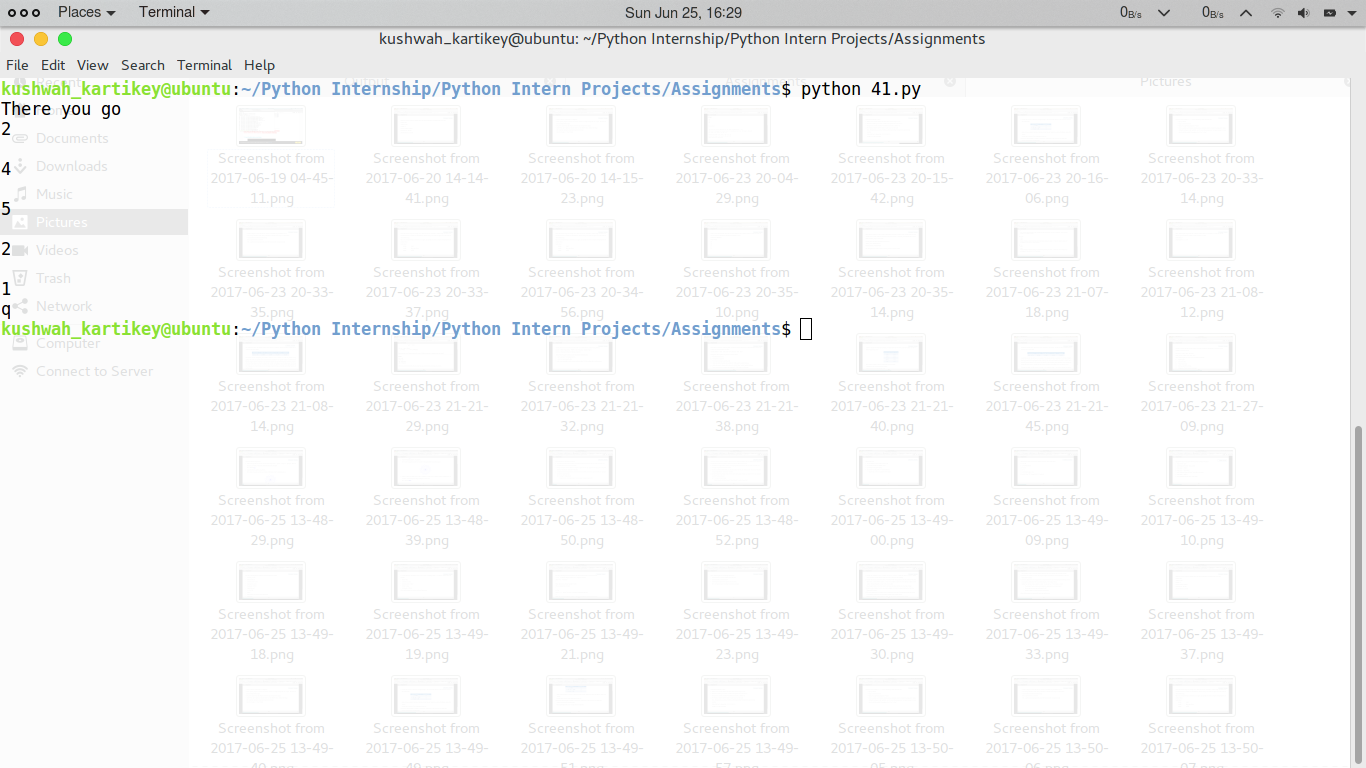 Places Terminal Sun Jun 25, 16:29 0B/s 0B/s
kushwah_kartikey@ubuntu: ~/Python Internship/Python Intern Projects/Assignments
File Edit View Search Terminal Help
kushwah_kartikey@ubuntu:~/Python Internship/Python Intern Projects/Assignments$ python 41.py
There you go
2
4
5
2
1
q
kushwah_kartikey@ubuntu:~/Python Internship/Python Intern Projects/Assignments$
Recent
Documents
Downloads
Music
Pictures
Videos
Trash
Network
Computer
Connect to Server
Output Assignments Pictures
Screenshot from Screenshot from Screenshot from Screenshot from Screenshot from Screenshot from Screenshot from
2017-06-19 04-45- 2017-06-20 14-14- 2017-06-20 14-15- 2017-06-23 20-04- 2017-06-23 20-15- 2017-06-23 20-16- 2017-06-23 20-33-
11.png 41.png 23.png 29.png 42.png 06.png 14.png
Screenshot from Screenshot from Screenshot from Screenshot from Screenshot from Screenshot from Screenshot from
2017-06-23 20-33- 2017-06-23 20-33- 2017-06-23 20-34- 2017-06-23 20-35- 2017-06-23 20-35- 2017-06-23 21-07- 2017-06-23 21-08-
35.png 37.png 56.png 10.png 14.png 18.png 12.png
Screenshot from Screenshot from Screenshot from Screenshot from Screenshot from Screenshot from Screenshot from
2017-06-23 21-08- 2017-06-23 21-21- 2017-06-23 21-21- 2017-06-23 21-21- 2017-06-23 21-21- 2017-06-23 21-21- 2017-06-23 21-27-
14.png 29.png 32.png 38.png 40.png 45.png 09.png
Screenshot from Screenshot from Screenshot from Screenshot from Screenshot from Screenshot from Screenshot from
2017-06-25 13-48- 2017-06-25 13-48- 2017-06-25 13-48- 2017-06-25 13-48- 2017-06-25 13-49- 2017-06-25 13-49- 2017-06-25 13-49-
29.png 39.png 50.png 52.png 00.png 09.png 10.png
Screenshot from Screenshot from Screenshot from Screenshot from Screenshot from Screenshot from Screenshot from
2017-06-25 13-49- 2017-06-25 13-49- 2017-06-25 13-49- 2017-06-25 13-49- 2017-06-25 13-49- 2017-06-25 13-49- 2017-06-25 13-49-
18.png 19.png 21.png 23.png 30.png 33.png 37.png
Screenshot from Screenshot from Screenshot from Screenshot from Screenshot from Screenshot from Screenshot from
2017-06-25 13-49- 2017-06-25 13-49- 2017-06-25 13-49- 2017-06-25 13-49- 2017-06-25 13-50- 2017-06-25 13-50- 2017-06-25 13-50-